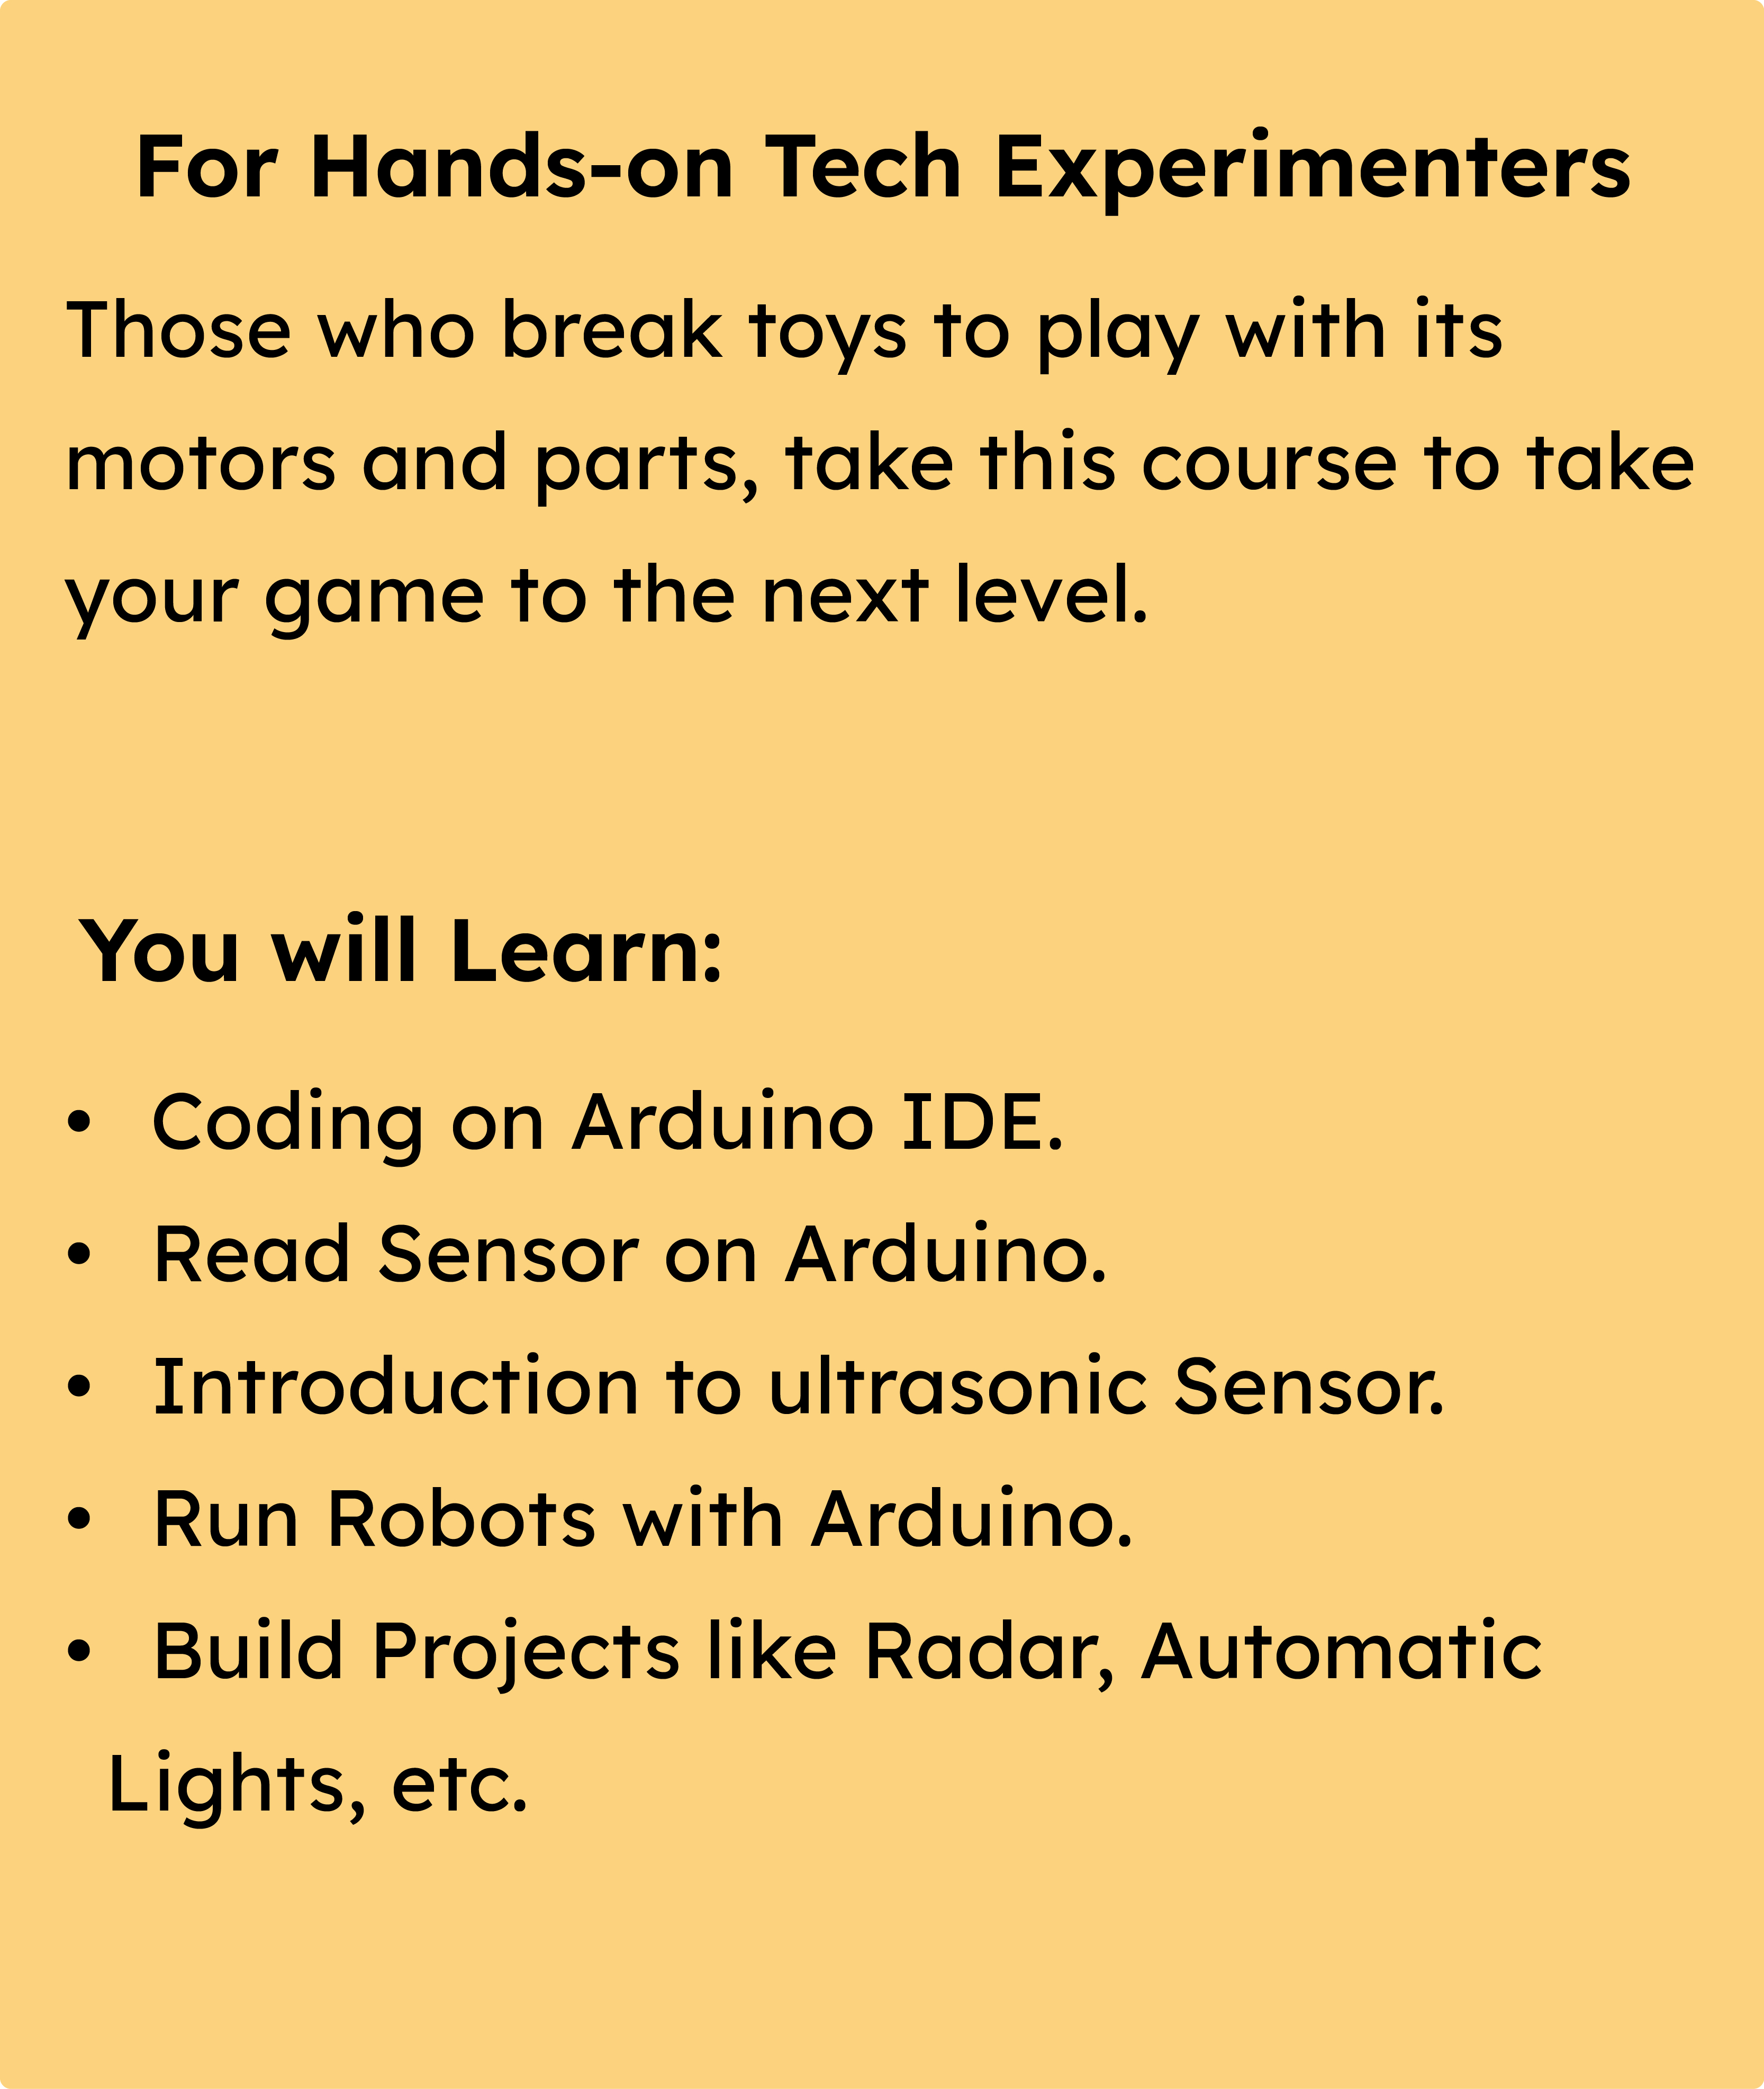 For Hands-on Tech Experimenters
Those who break toys to play with its
motors and parts, take this course to take
your game to the next level.
You will Learn:
• Coding on Arduino IDE.
• Read Sensor on Arduino.
• Introduction to ultrasonic Sensor.
• Run Robots with Arduino.
• Build Projects like Radar, Automatic
Lights, etc.